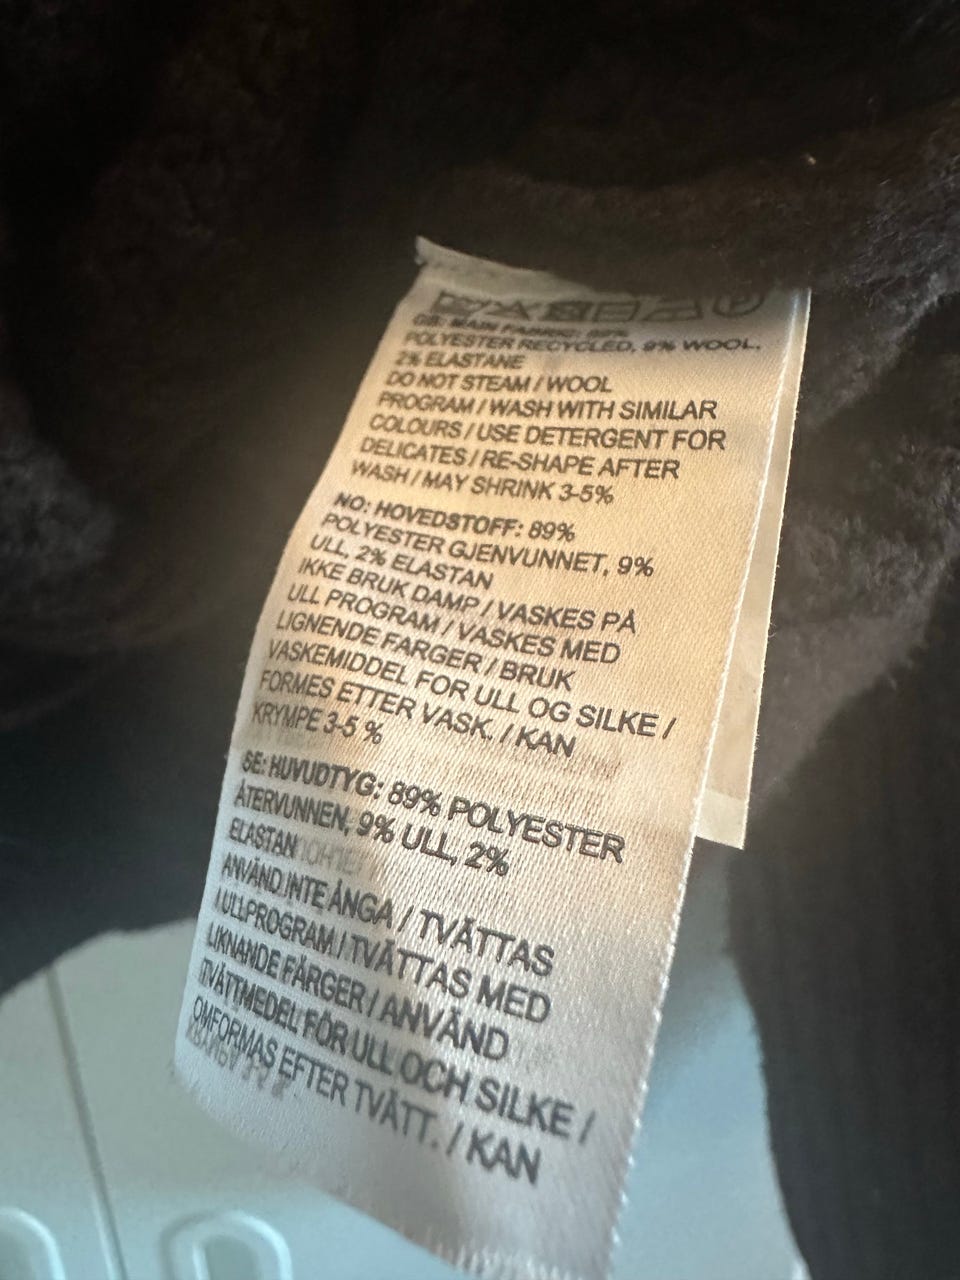 GB: MAIN FABRIC: 89%
POLYESTER RECYCLED, 9% WOOL,
2% ELASTANE
DO NOT STEAM / WOOL
PROGRAM / WASH WITH SIMILAR
COLOURS / USE DETERGENT FOR
DELICATES / RE-SHAPE AFTER
WASH / MAY SHRINK 3-5%
NO: HOVEDSTOFF: 89%
POLYESTER GJENVUNNET, 9%
ULL, 2% ELASTAN
IKKE BRUK DAMP / VASKES PÅ
ULL PROGRAM / VASKES MED
LIGNENDE FARGER / BRUK
VASKEMIDDEL FOR ULL OG SILKE /
FORMES ETTER VASK. / KAN
KRYMPE 3-5 %
SE: HUVUDTYG: 89% POLYESTER
ÅTERVUNNEN, 9% ULL, 2%
ELASTAN
ANVÄND INTE ÅNGA / TVÄTTAS
I ULLPROGRAM / TVÄTTAS MED
LIKNANDE FÄRGER / ANVÄND
TVÄTTMEDEL FÖR ULL OCH SILKE /
OMFORMAS EFTER TVÄTT. / KAN